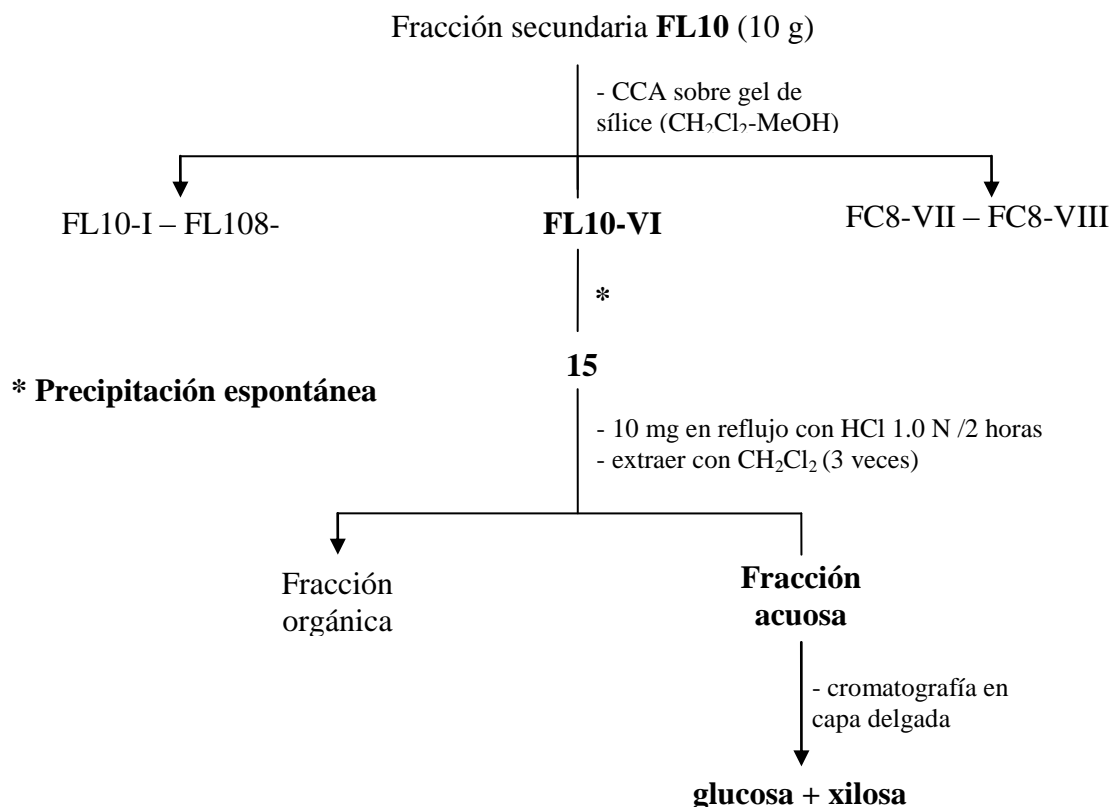 Fracción secundaria FL10 (10 g)
- CCA sobre gel de
sílice (CH₂Cl₂-MeOH)
FL10-I – FL108-
FL10-VI
FC8-VII – FC8-VIII
*
15
* Precipitación espontánea
- 10 mg en reflujo con HCl 1.0 N /2 horas
- extraer con CH₂Cl₂ (3 veces)
Fracción
orgánica
Fracción
acuosa
- cromatografía en
capa delgada
glucosa + xilosa